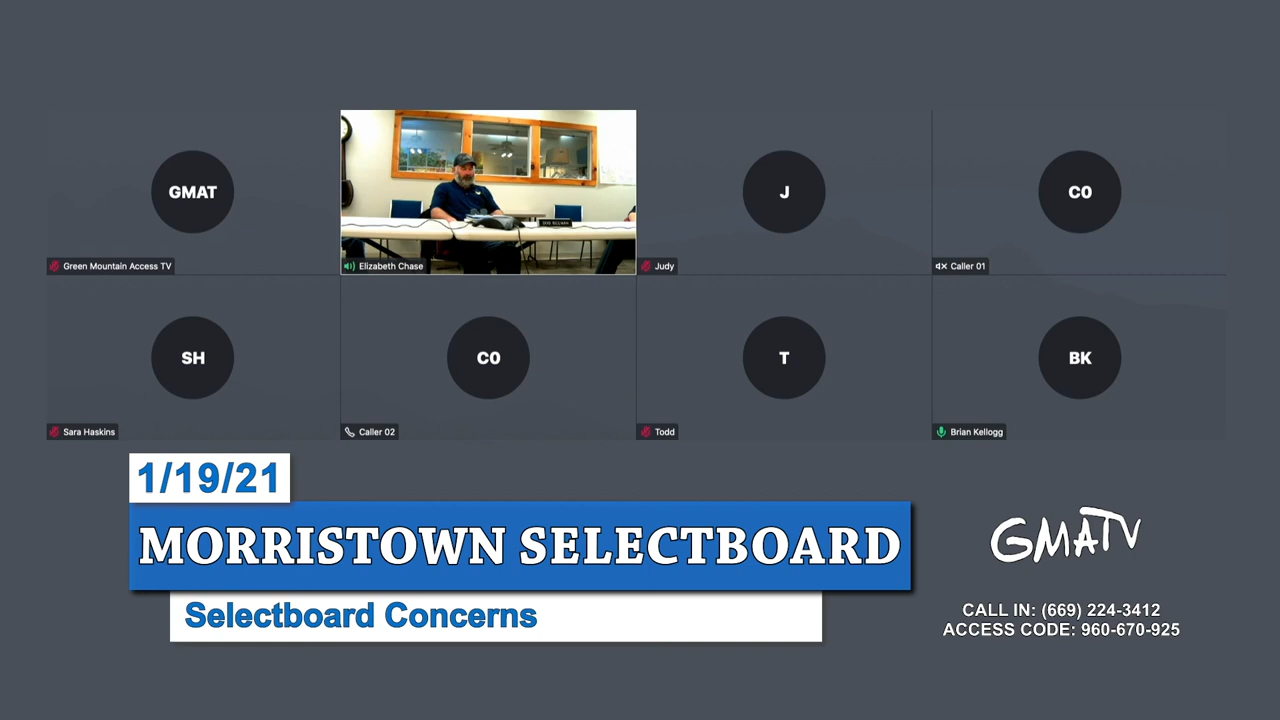 GMAT
J
C0
Green Mountain Access TV
Elizabeth Chase
Judy
Caller 01
SH
C0
T
BK
Sara Haskins
Caller 02
Todd
Brian Kellogg
1/19/21
MORRISTOWN SELECTBOARD
Selectboard Concerns
GMATV
CALL IN: (669) 224-3412
ACCESS CODE: 960-670-925